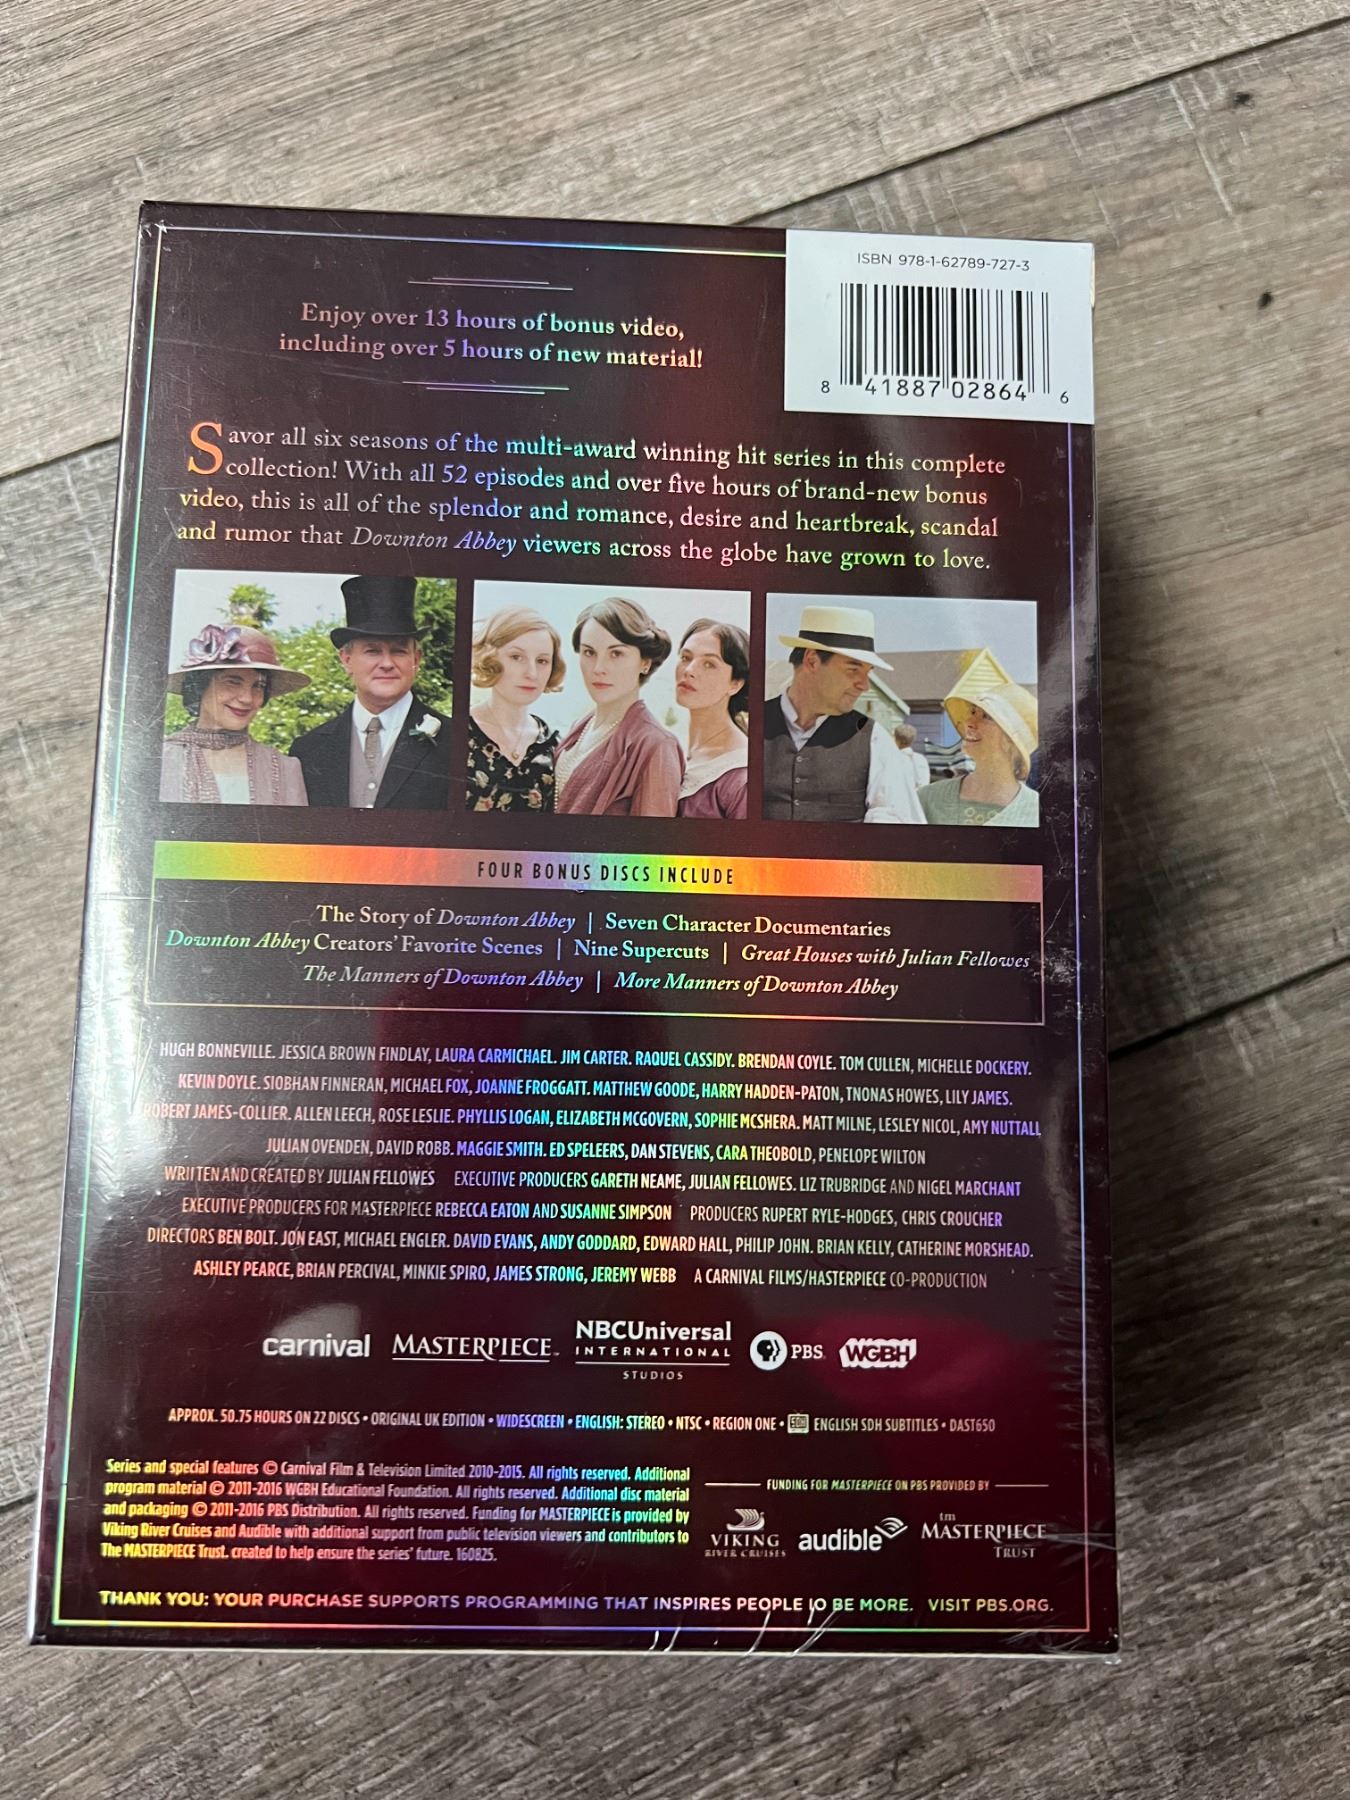 ISBN 978-1-62789-727-3
8 41887 02864 6
Enjoy over 13 hours of bonus video,
including over 5 hours of new material!
Savor all six seasons of the multi-award winning hit series in this complete
collection! With all 52 episodes and over five hours of brand-new bonus
video, this is all of the splendor and romance, desire and heartbreak, scandal
and rumor that Downton Abbey viewers across the globe have grown to love.
FOUR BONUS DISCS INCLUDE
The Story of Downton Abbey | Seven Character Documentaries
Downton Abbey Creators' Favorite Scenes | Nine Supercuts | Great Houses with Julian Fellowes
The Manners of Downton Abbey | More Manners of Downton Abbey
HUGH BONNEVILLE. JESSICA BROWN FINDLAY, LAURA CARMICHAEL. JIM CARTER. RAQUEL CASSIDY. BRENDAN COYLE. TOM CULLEN, MICHELLE DOCKERY.
KEVIN DOYLE. SIOBHAN FINNERAN, MICHAEL FOX, JOANNE FROGGATT. MATTHEW GOODE, HARRY HADDEN-PATON, TNONAS HOWES, LILY JAMES.
ROBERT JAMES-COLLIER. ALLEN LEECH, ROSE LESLIE. PHYLLIS LOGAN, ELIZABETH MCGOVERN, SOPHIE MCSHERA. MATT MILNE, LESLEY NICOL, AMY NUTTALL
JULIAN OVENDEN, DAVID ROBB. MAGGIE SMITH. ED SPELEERS, DAN STEVENS, CARA THEOBOLD, PENELOPE WILTON
WRIITEN AND CREATED BY JULIAN FELLOWES EXECUTIVE PRODUCERS GARETH NEAME, JULIAN FELLOWES. LIZ TRUBRIDGE AND NIGEL MARCHANT
EXECUTIVE PRODUCERS FOR MASTERPIECE REBECCA EATON AND SUSANNE SIMPSON PRODUCERS RUPERT RYLE-HODGES, CHRIS CROUCHER
DIRECTORS BEN BOLT. JON EAST, MICHAEL ENGLER. DAVID EVANS, ANDY GODDARD, EDWARD HALL, PHILIP JOHN. BRIAN KELLY, CATHERINE MORSHEAD.
ASHLEY PEARCE, BRIAN PERCIVAL, MINKIE SPIRO, JAMES STRONG, JEREMY WEBB A CARNIVAL FILMS/HASTERPIECE CO-PRODUCTION
carnival MASTERPIECE NBCUniversal INTERNATIONAL STUDIOS PBS. WGBH
APPROX. 50.75 HOURS ON 22 DISCS • ORIGINAL UK EDITION • WIDESCREEN • ENGLISH: STEREO • NTSC • REGION ONE • SDH ENGLISH SDH SUBTITLES • DAST650
Series and special features © Carnival Film & Television Limited 2010-2015. All rights reserved. Additional
program material © 2011-2016 WGBH Educational Foundation. All rights reserved. Additional disc material
and packaging © 2011-2016 PBS Distribution. All rights reserved. Funding for MASTERPIECE is provided by
Viking River Cruises and Audible with additional support from public television viewers and contributors to
The MASTERPIECE Trust. created to help ensure the series' future. 160825.
FUNDING FOR MASTERPIECE ON PBS PROVIDED BY
VIKING RIVER CRUISES audible MASTERPIECE TRUST
THANK YOU: YOUR PURCHASE SUPPORTS PROGRAMMING THAT INSPIRES PEOPLE IO BE MORE. VISIT PBS.ORG.